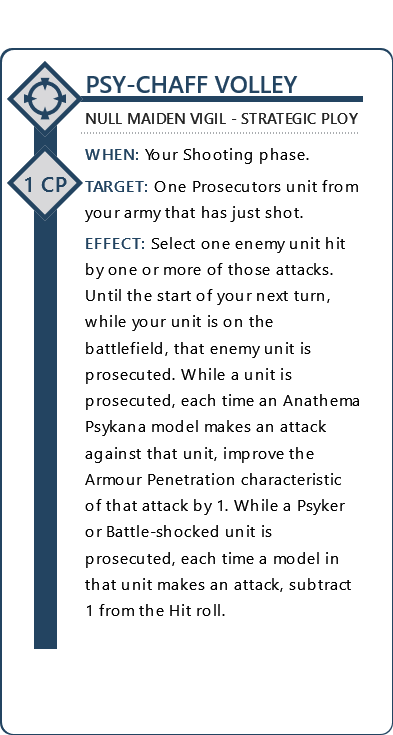 PSY-CHAFF VOLLEY
NULL MAIDEN VIGIL - STRATEGIC PLOY
1 CP
WHEN: Your Shooting phase.
TARGET: One Prosecutors unit from
your army that has just shot.
EFFECT: Select one enemy unit hit
by one or more of those attacks.
Until the start of your next turn,
while your unit is on the
battlefield, that enemy unit is
prosecuted. While a unit is
prosecuted, each time an Anathema
Psykana model makes an attack
against that unit, improve the
Armour Penetration characteristic
of that attack by 1. While a Psyker
or Battle-shocked unit is
prosecuted, each time a model in
that unit makes an attack, subtract
1 from the Hit roll.